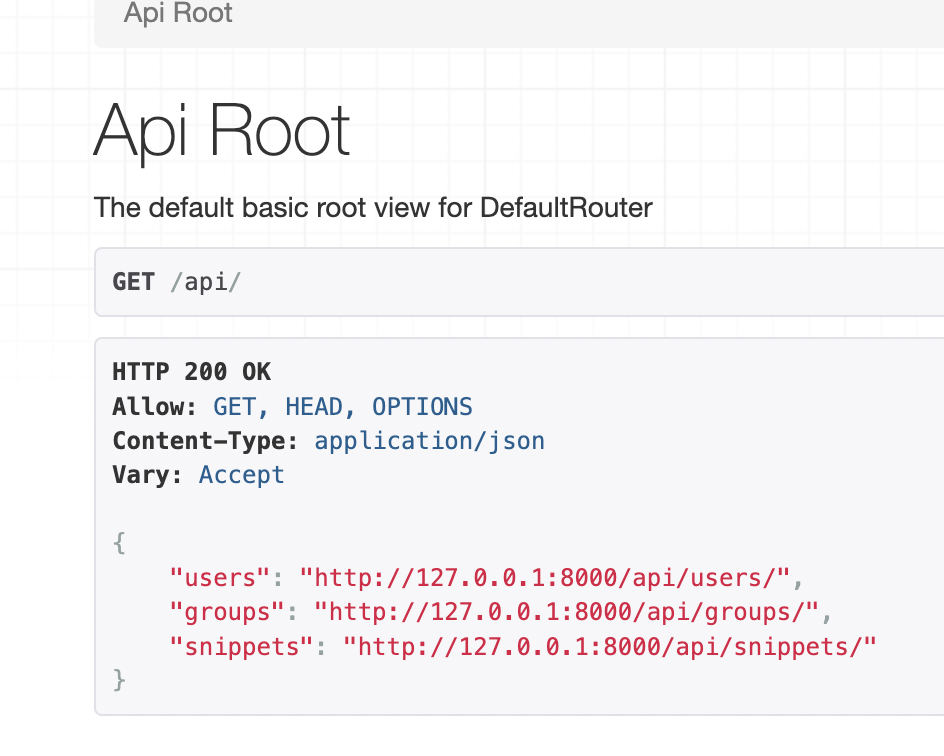 Api Root
Api Root
The default basic root view for DefaultRouter
GET /api/
HTTP 200 OK
Allow: GET, HEAD, OPTIONS
Content-Type: application/json
Vary: Accept
{
    "users": "http://127.0.0.1:8000/api/users/",
    "groups": "http://127.0.0.1:8000/api/groups/",
    "snippets": "http://127.0.0.1:8000/api/snippets/"
}